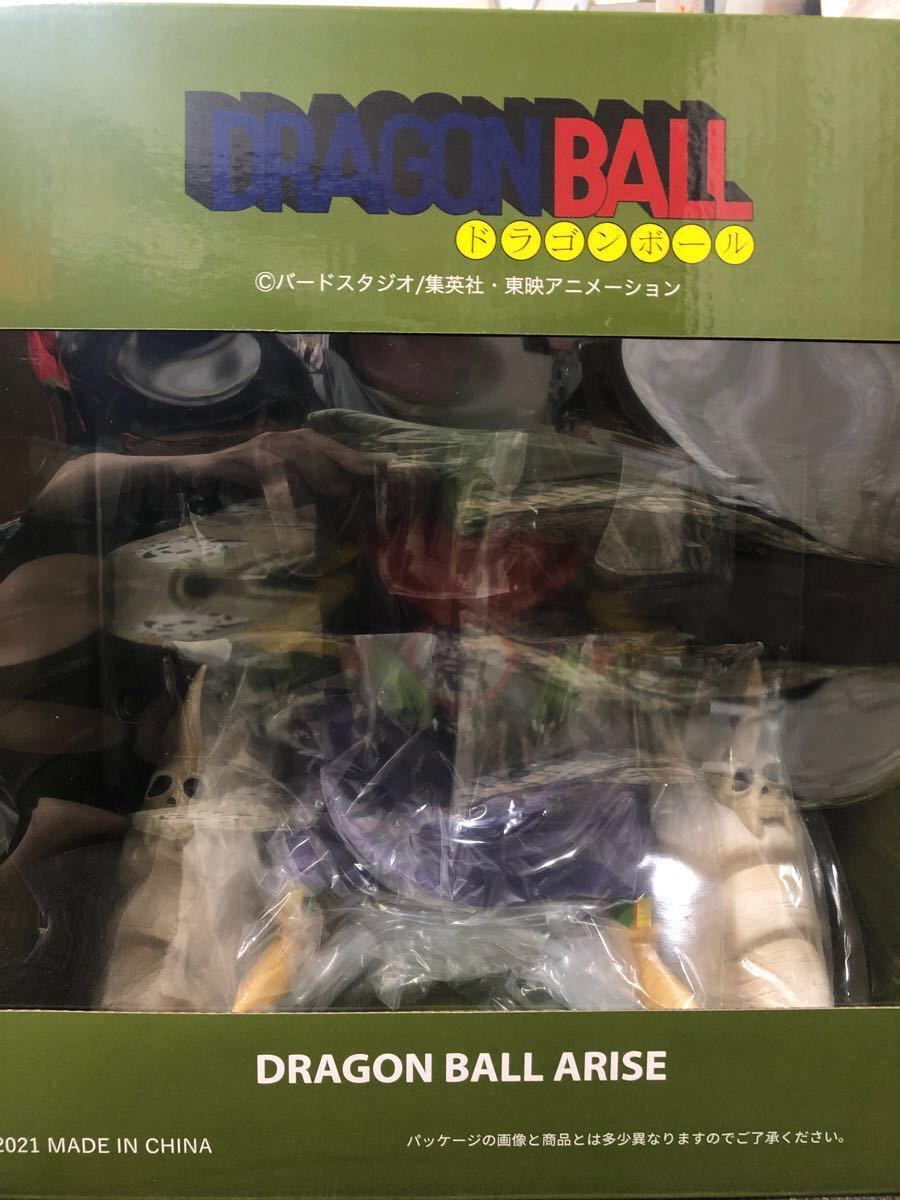 DRAGON BALL
ドラゴンボール
©バードスタジオ/集英社・東映アニメーション
DRAGON BALL ARISE
2021 MADE IN CHINA
パッケージの画像と商品とは多少異なりますのでご了承ください。